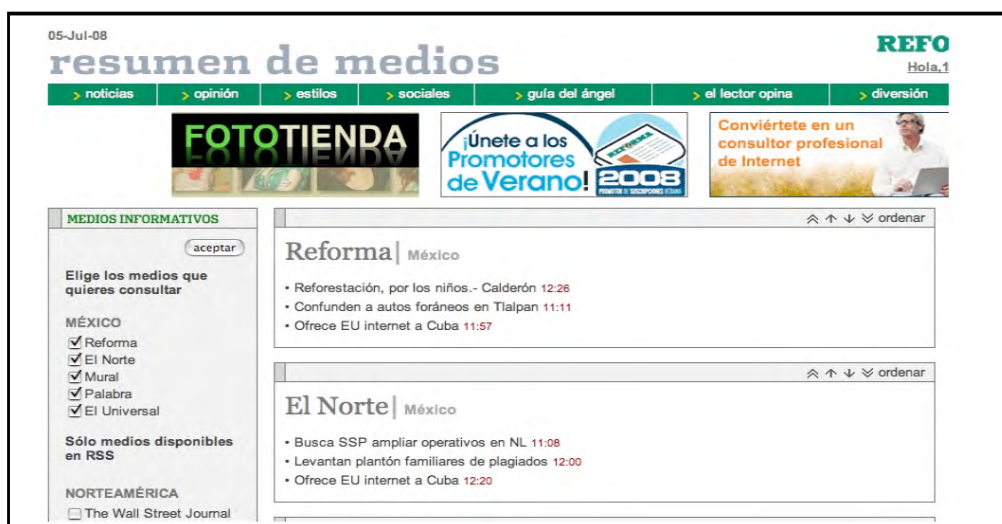 05-Jul-08
REFO
resumen de medios
Hola,1
> noticias > opinión > estilos > sociales > guía del ángel > el lector opina > diversión
FOTOTIENDA
¡Únete a los
Promotores
de Verano!
REFORMA
2008
PROMOTOR DE SUSCRIPCIONES VERANO
Conviértete en un
consultor profesional
de Internet
MEDIOS INFORMATIVOS
aceptar
Elige los medios que
quieres consultar
MÉXICO
Reforma
El Norte
Mural
Palabra
El Universal
Sólo medios disponibles
en RSS
NORTEAMÉRICA
The Wall Street Journal
ordenar
Reforma| México
• Reforestación, por los niños.- Calderón 12:26
• Confunden a autos foráneos en Tlalpan 11:11
• Ofrece EU internet a Cuba 11:57
ordenar
El Norte| México
• Busca SSP ampliar operativos en NL 11:08
• Levantan plantón familiares de plagiados 12:00
• Ofrece EU internet a Cuba 12:20